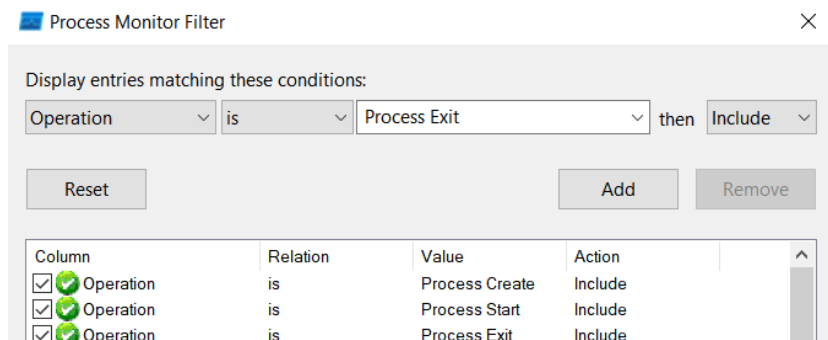 Process Monitor Filter
Display entries matching these conditions:
Operation is Process Exit then Include
Reset Add Remove
Column Relation Value Action
Operation is Process Create Include
Operation is Process Start Include
Operation is Process Exit Include